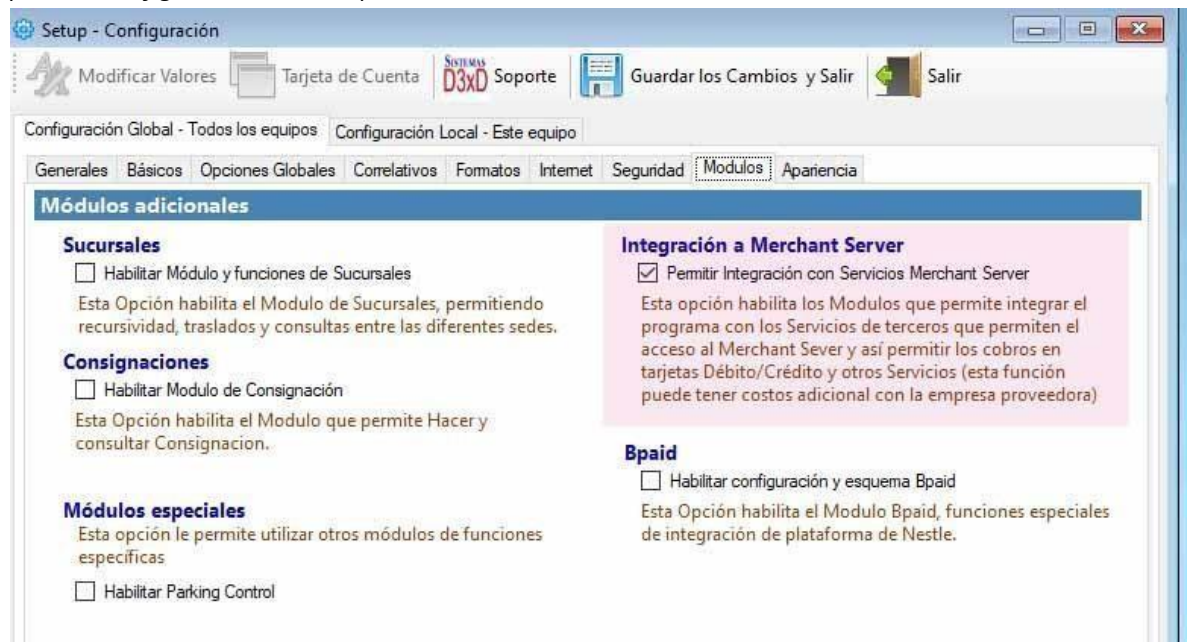 Setup - Configuración
Modificar Valores Tarjeta de Cuenta SISTEMAS D3xD Soporte Guardar los Cambios y Salir Salir
Configuración Global - Todos los equipos Configuración Local - Este equipo
Generales Básicos Opciones Globales Correlativos Formatos Internet Seguridad Modulos Apariencia
Módulos adicionales
Sucursales
Habilitar Módulo y funciones de Sucursales
Esta Opción habilita el Modulo de Sucursales, permitiendo
recursividad, traslados y consultas entre las diferentes sedes.
Consignaciones
Habilitar Modulo de Consignación
Esta Opción habilita el Modulo que permite Hacer y
consultar Consignacion.
Módulos especiales
Esta opción le permite utilizar otros módulos de funciones
específicas
Habilitar Parking Control
Integración a Merchant Server
Permitir Integración con Servicios Merchant Server
Esta opción habilita los Modulos que permite integrar el
programa con los Servicios de terceros que permiten el
acceso al Merchant Sever y así permitir los cobros en
tarjetas Débito/Crédito y otros Servicios (esta función
puede tener costos adicional con la empresa proveedora)
Bpaid
Habilitar configuración y esquema Bpaid
Esta Opción habilita el Modulo Bpaid, funciones especiales
de integración de plataforma de Nestle.